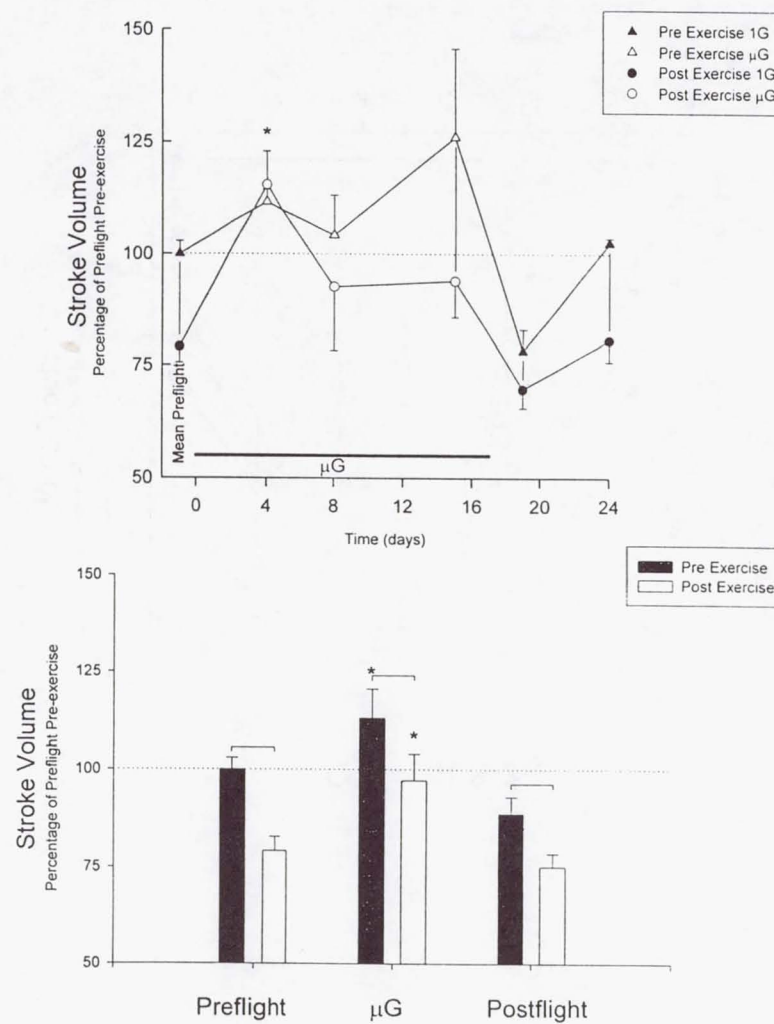 150
125
100
75
50
Stroke Volume
Percentage of Preflight Pre-exercise
▲ Pre Exercise 1G
△ Pre Exercise μG
● Post Exercise 1G
○ Post Exercise μG
*
Mean Preflight
μG
0 4 8 12 16 20 24
Time (days)
150
125
100
75
50
Stroke Volume
Percentage of Preflight Pre-exercise
Pre Exercise
Post Exercise
*
*
Preflight μG Postflight